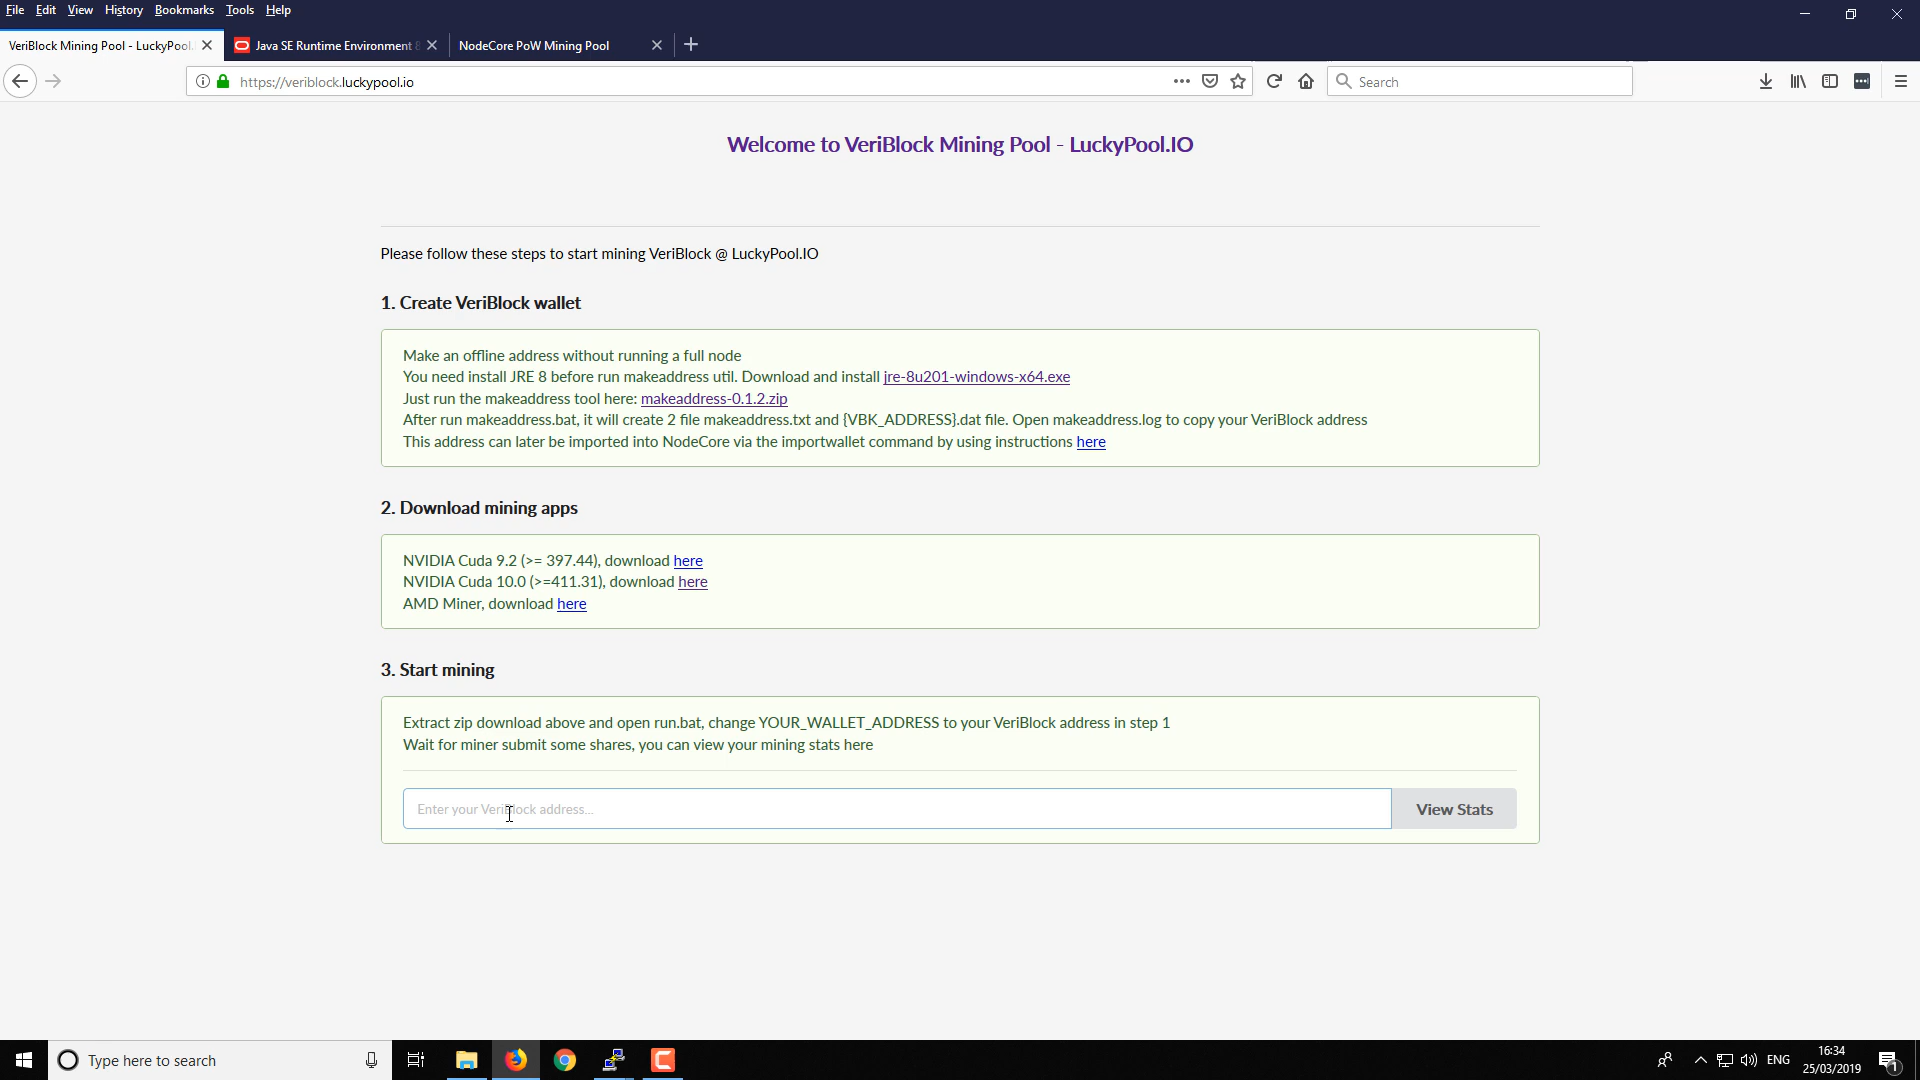 File Edit View History Bookmarks Tools Help
VeriBlock Mining Pool - LuckyPool. Java SE Runtime Environment 8 NodeCore PoW Mining Pool
https://veriblock.luckypool.io Search
Welcome to VeriBlock Mining Pool - LuckyPool.IO
Please follow these steps to start mining VeriBlock @ LuckyPool.IO
1. Create VeriBlock wallet
Make an offline address without running a full node
You need install JRE 8 before run makeaddress util. Download and install jre-8u201-windows-x64.exe
Just run the makeaddress tool here: makeaddress-0.1.2.zip
After run makeaddress.bat, it will create 2 file makeaddress.txt and {VBK_ADDRESS}.dat file. Open makeaddress.log to copy your VeriBlock address
This address can later be imported into NodeCore via the importwallet command by using instructions here
2. Download mining apps
NVIDIA Cuda 9.2 (>= 397.44), download here
NVIDIA Cuda 10.0 (>=411.31), download here
AMD Miner, download here
3. Start mining
Extract zip download above and open run.bat, change YOUR_WALLET_ADDRESS to your VeriBlock address in step 1
Wait for miner submit some shares, you can view your mining stats here
Enter your VeriBlock address... View Stats
Type here to search ENG 16:34
25/03/2019 1